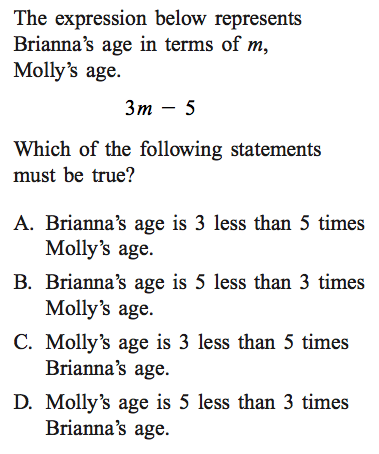 The expression below represents
Brianna's age in terms of m,
Molly's age.
3m − 5
Which of the following statements
must be true?
A. Brianna's age is 3 less than 5 times
Molly's age.
B. Brianna's age is 5 less than 3 times
Molly's age.
C. Molly's age is 3 less than 5 times
Brianna's age.
D. Molly's age is 5 less than 3 times
Brianna's age.